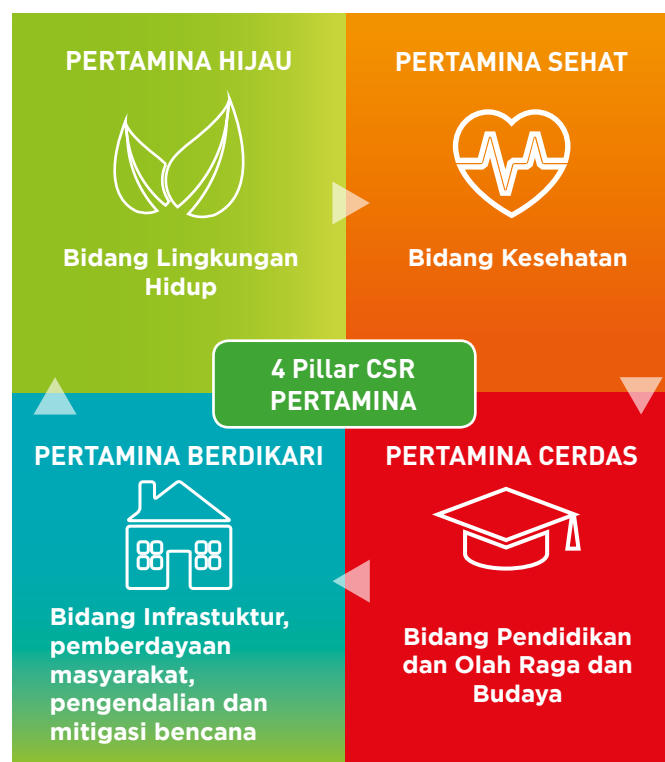 PERTAMINA HIJAU
Bidang Lingkungan
Hidup
PERTAMINA SEHAT
Bidang Kesehatan
4 Pillar CSR
PERTAMINA
PERTAMINA BERDIKARI
Bidang Infrastuktur,
pemberdayaan
masyarakat,
pengendalian dan
mitigasi bencana
PERTAMINA CERDAS
Bidang Pendidikan
dan Olah Raga dan
Budaya